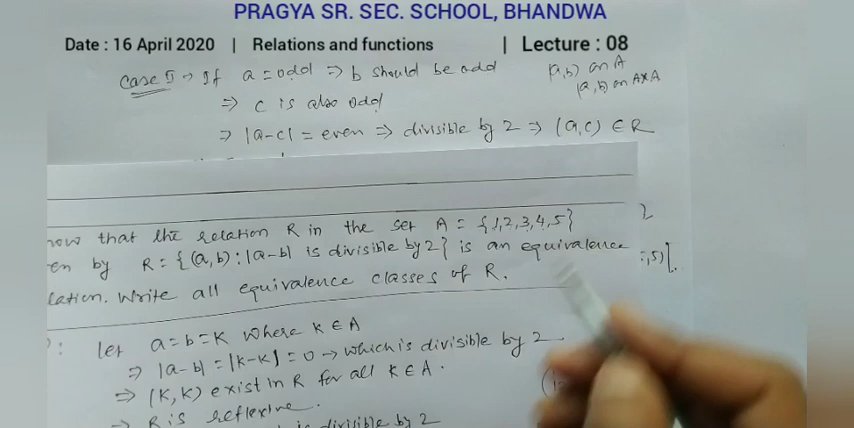 PRAGYA SR. SEC. SCHOOL, BHANDWA
Date : 16 April 2020 | Relations and functions | Lecture : 08
Case I → If a = odd ⇒ b should be odd
(a,b) on A
(a,b) on A×A
⇒ c is also odd
⇒ |a-c| = even ⇒ divisible by 2 ⇒ (a,c) ∈ R
now that the relation R in the set A = {1,2,3,4,5}
en by R = {(a,b) : |a-b| is divisible by 2} is an equivalence
lation. Write all equivalence classes of R.
,5)].
: let a=b=K where K ∈ A
⇒ |a-b| = |K-K| = 0 → which is divisible by 2
⇒ (K,K) exist in R for all K ∈ A.
⇒ R is reflexive.
is divisible by 2